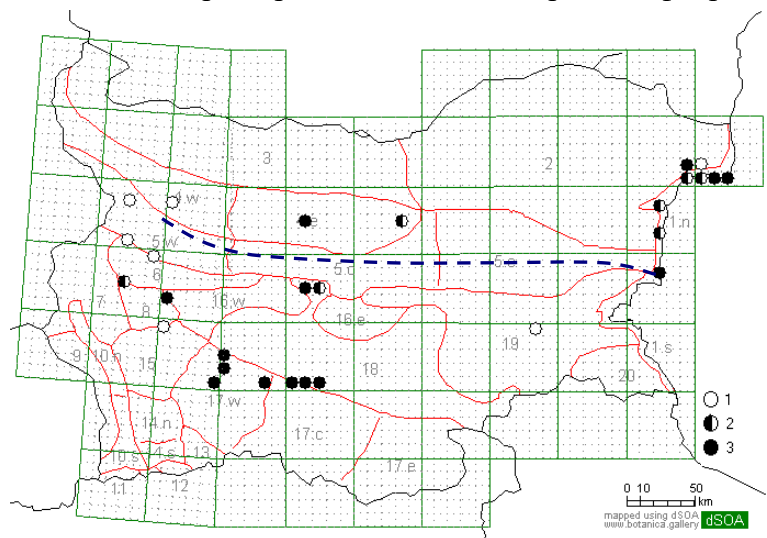 3
2
4.w
1.n
5.w
5.c
5.e
6
7
8
16.w
16.e
19
1.s
9
10.n
15
18
20
17.w
14.n
17.c
13
10.s
17.e
11
12
1
2
3
0 10 50
km
mapped using dSOA
www.botanica.gallery
dSOA